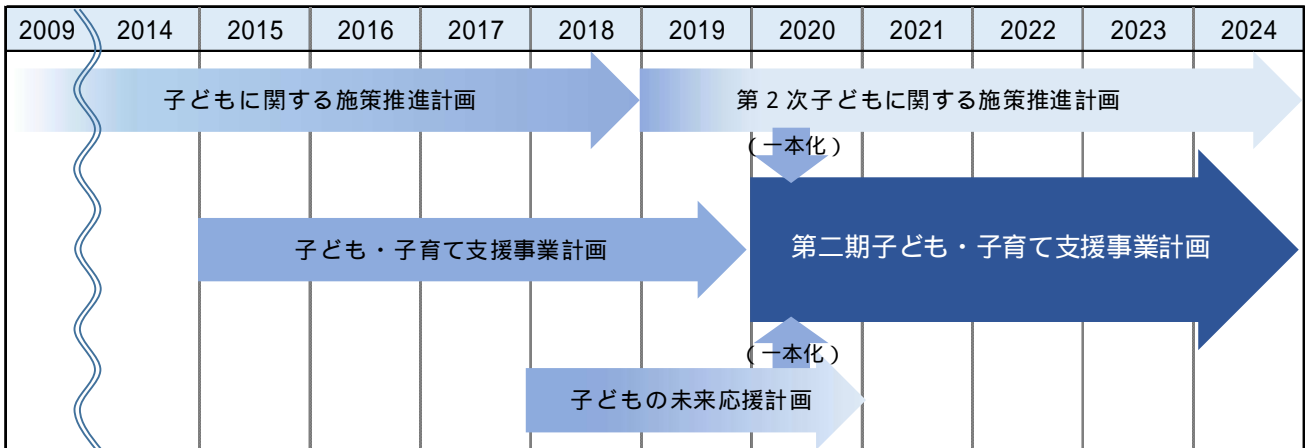 2009 2014 2015 2016 2017 2018 2019 2020 2021 2022 2023 2024
子どもに関する施策推進計画 第2次子どもに関する施策推進計画
(一本化)
子ども・子育て支援事業計画 第二期子ども・子育て支援事業計画
(一本化)
子どもの未来応援計画